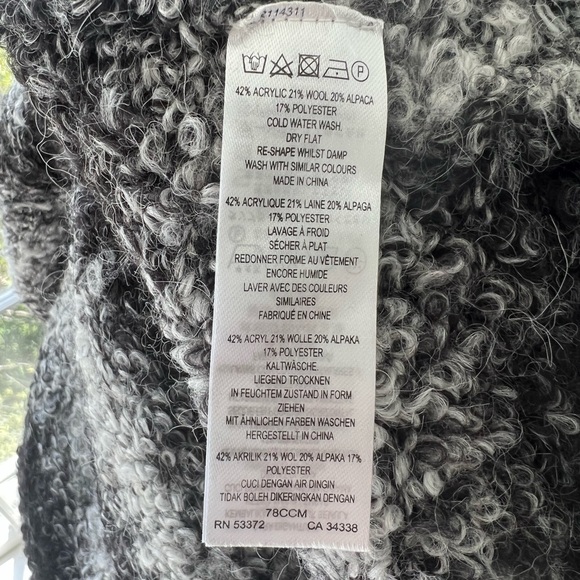 2114311
P
42% ACRYLIC 21% WOOL 20% ALPACA
17% POLYESTER
COLD WATER WASH.
DRY FLAT
RE-SHAPE WHILST DAMP
WASH WITH SIMILAR COLOURS
MADE IN CHINA
42% ACRYLIQUE 21% LAINE 20% ALPAGA
17% POLYESTER
LAVAGE À FROID
SÉCHER À PLAT
REDONNER FORME AU VÊTEMENT
ENCORE HUMIDE
LAVER AVEC DES COULEURS
SIMILAIRES
FABRIQUÉ EN CHINE
42% ACRYL 21% WOLLE 20% ALPAKA
17% POLYESTER
KALTWÄSCHE.
LIEGEND TROCKNEN
IN FEUCHTEM ZUSTAND IN FORM
ZIEHEN
MIT ÄHNLICHEN FARBEN WASCHEN
HERGESTELLT IN CHINA
42% AKRILIK 21% WOL 20% ALPAKA 17%
POLYESTER
CUCI DENGAN AIR DINGIN
TIDAK BOLEH DIKERINGKAN DENGAN
78CCM
RN 53372 CA 34338